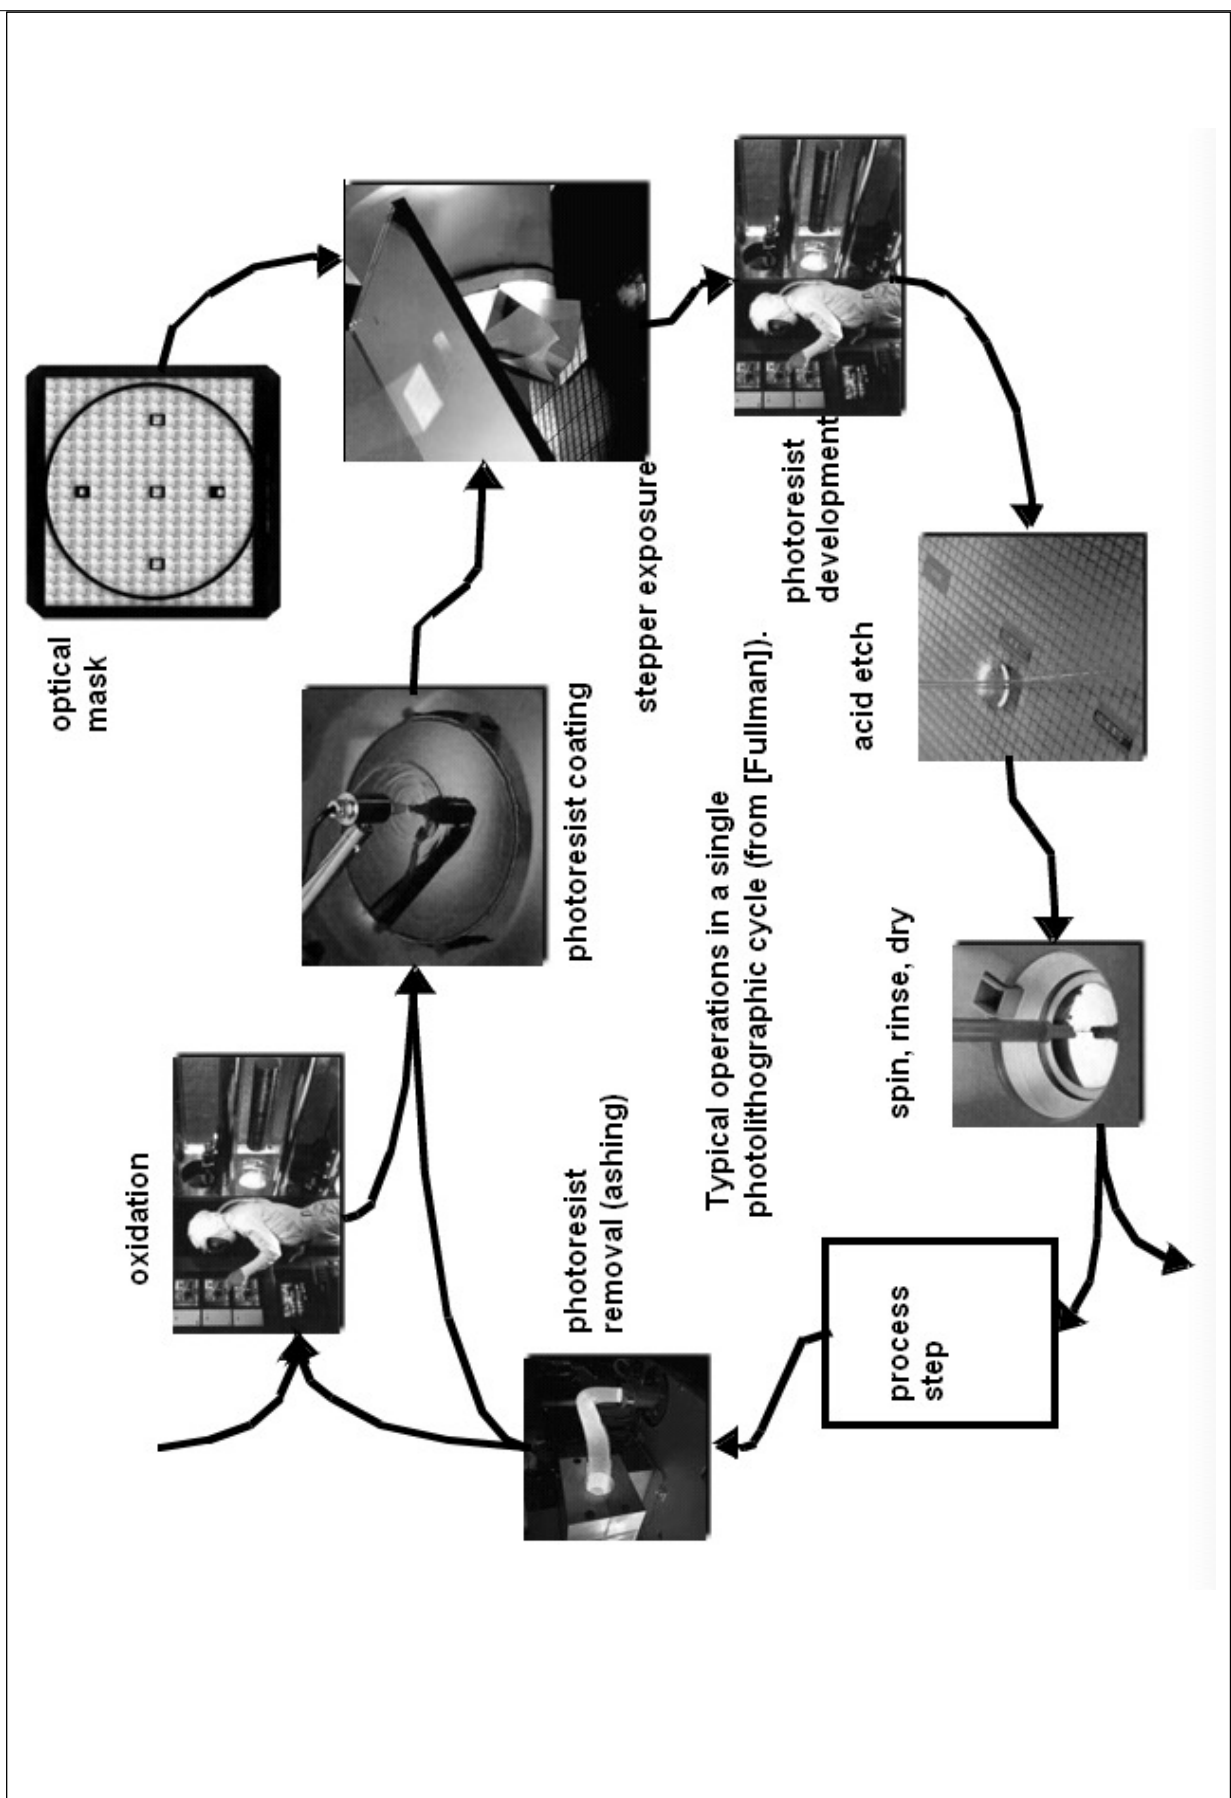 optical
mask
oxidation
photoresist coating
stepper exposure
photoresist
removal (ashing)
Typical operations in a single
photolithographic cycle (from [Fullman]).
photoresist
development
acid etch
process
step
spin, rinse, dry